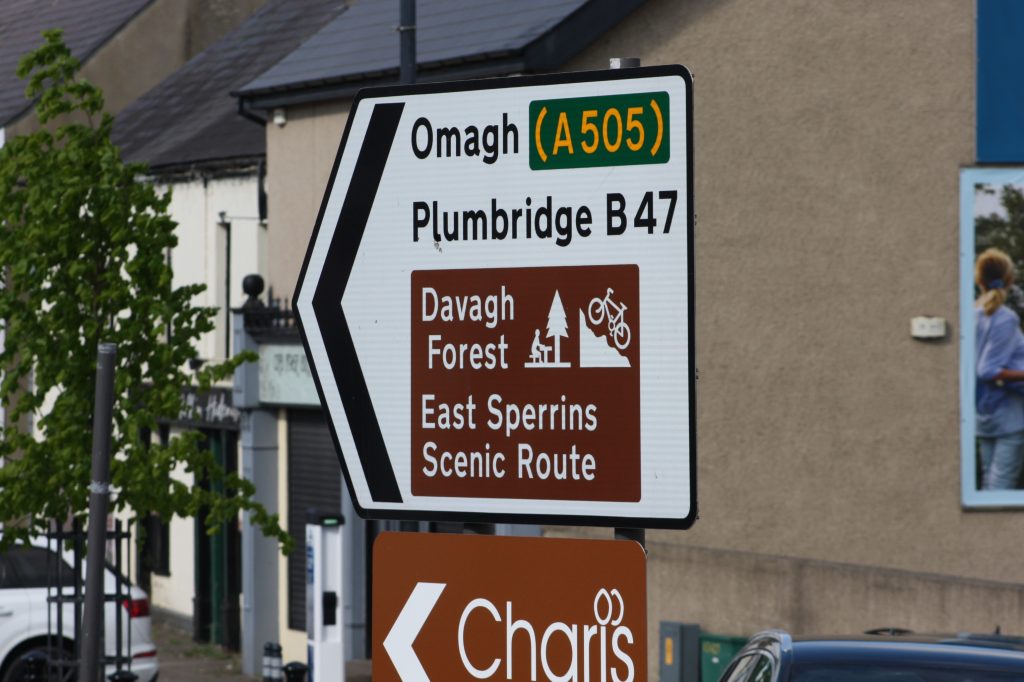 Omagh (A505)
Plumbridge B47
Davagh
Forest
East Sperrins
Scenic Route
Charis